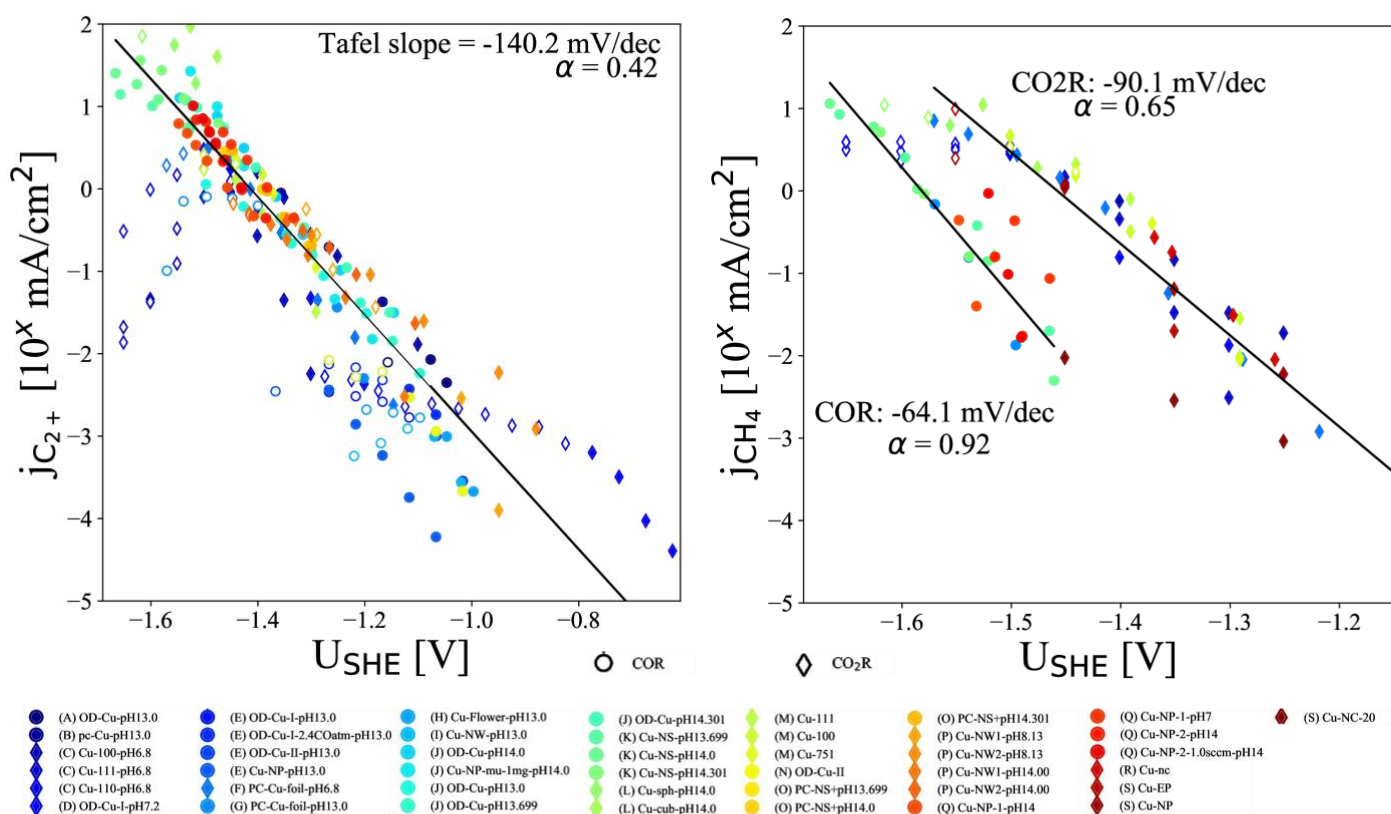 Tafel slope = -140.2 mV/dec
α = 0.42
2
1
0
−1
−2
−3
−4
−5
jC2+ [10^x mA/cm²]
−1.6 −1.4 −1.2 −1.0 −0.8
U_SHE [V]
CO2R: -90.1 mV/dec
α = 0.65
COR: -64.1 mV/dec
α = 0.92
2
1
0
−1
−2
−3
−4
−5
jCH4 [10^x mA/cm²]
−1.6 −1.5 −1.4 −1.3 −1.2
U_SHE [V]
COR
CO₂R
(A) OD-Cu-pH13.0
(B) pc-Cu-pH13.0
(C) Cu-100-pH6.8
(C) Cu-111-pH6.8
(C) Cu-110-pH6.8
(D) OD-Cu-I-pH7.2
(E) OD-Cu-I-pH13.0
(E) OD-Cu-I-2.4COatm-pH13.0
(E) OD-Cu-II-pH13.0
(E) Cu-NP-pH13.0
(F) PC-Cu-foil-pH6.8
(G) PC-Cu-foil-pH13.0
(H) Cu-Flower-pH13.0
(I) Cu-NW-pH13.0
(J) OD-Cu-pH14.0
(J) Cu-NP-mu-1mg-pH14.0
(J) OD-Cu-pH13.0
(J) OD-Cu-pH13.699
(J) OD-Cu-pH14.301
(K) Cu-NS-pH13.699
(K) Cu-NS-pH14.0
(K) Cu-NS-pH14.301
(L) Cu-sph-pH14.0
(L) Cu-cub-pH14.0
(M) Cu-111
(M) Cu-100
(M) Cu-751
(N) OD-Cu-II
(O) PC-NS+pH13.699
(O) PC-NS+pH14.0
(O) PC-NS+pH14.301
(P) Cu-NW1-pH8.13
(P) Cu-NW2-pH8.13
(P) Cu-NW1-pH14.00
(P) Cu-NW2-pH14.00
(Q) Cu-NP-1-pH14
(Q) Cu-NP-1-pH7
(Q) Cu-NP-2-pH14
(Q) Cu-NP-2-1.0sccm-pH14
(R) Cu-nc
(S) Cu-EP
(S) Cu-NP
(S) Cu-NC-20